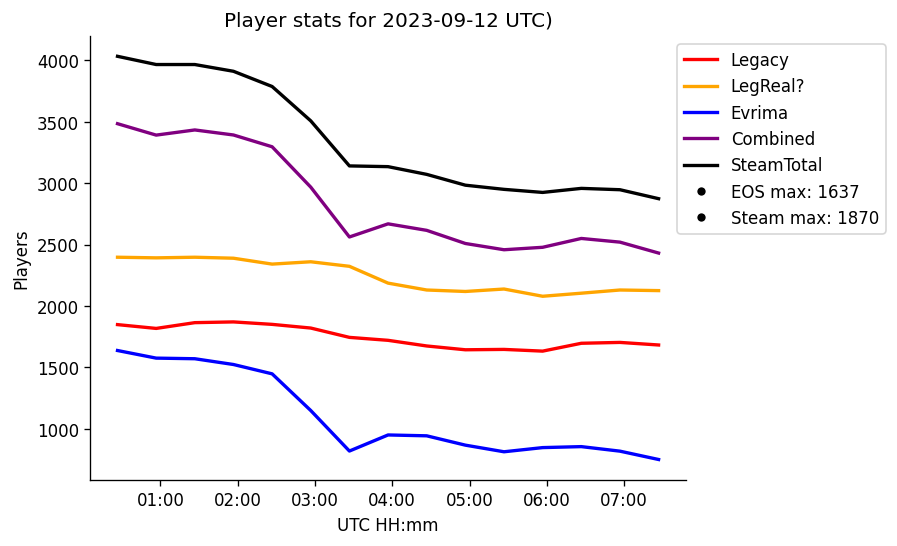 Player stats for 2023-09-12 UTC)
Players
4000
3500
3000
2500
2000
1500
1000
01:00 02:00 03:00 04:00 05:00 06:00 07:00
UTC HH:mm
Legacy
LegReal?
Evrima
Combined
SteamTotal
EOS max: 1637
Steam max: 1870